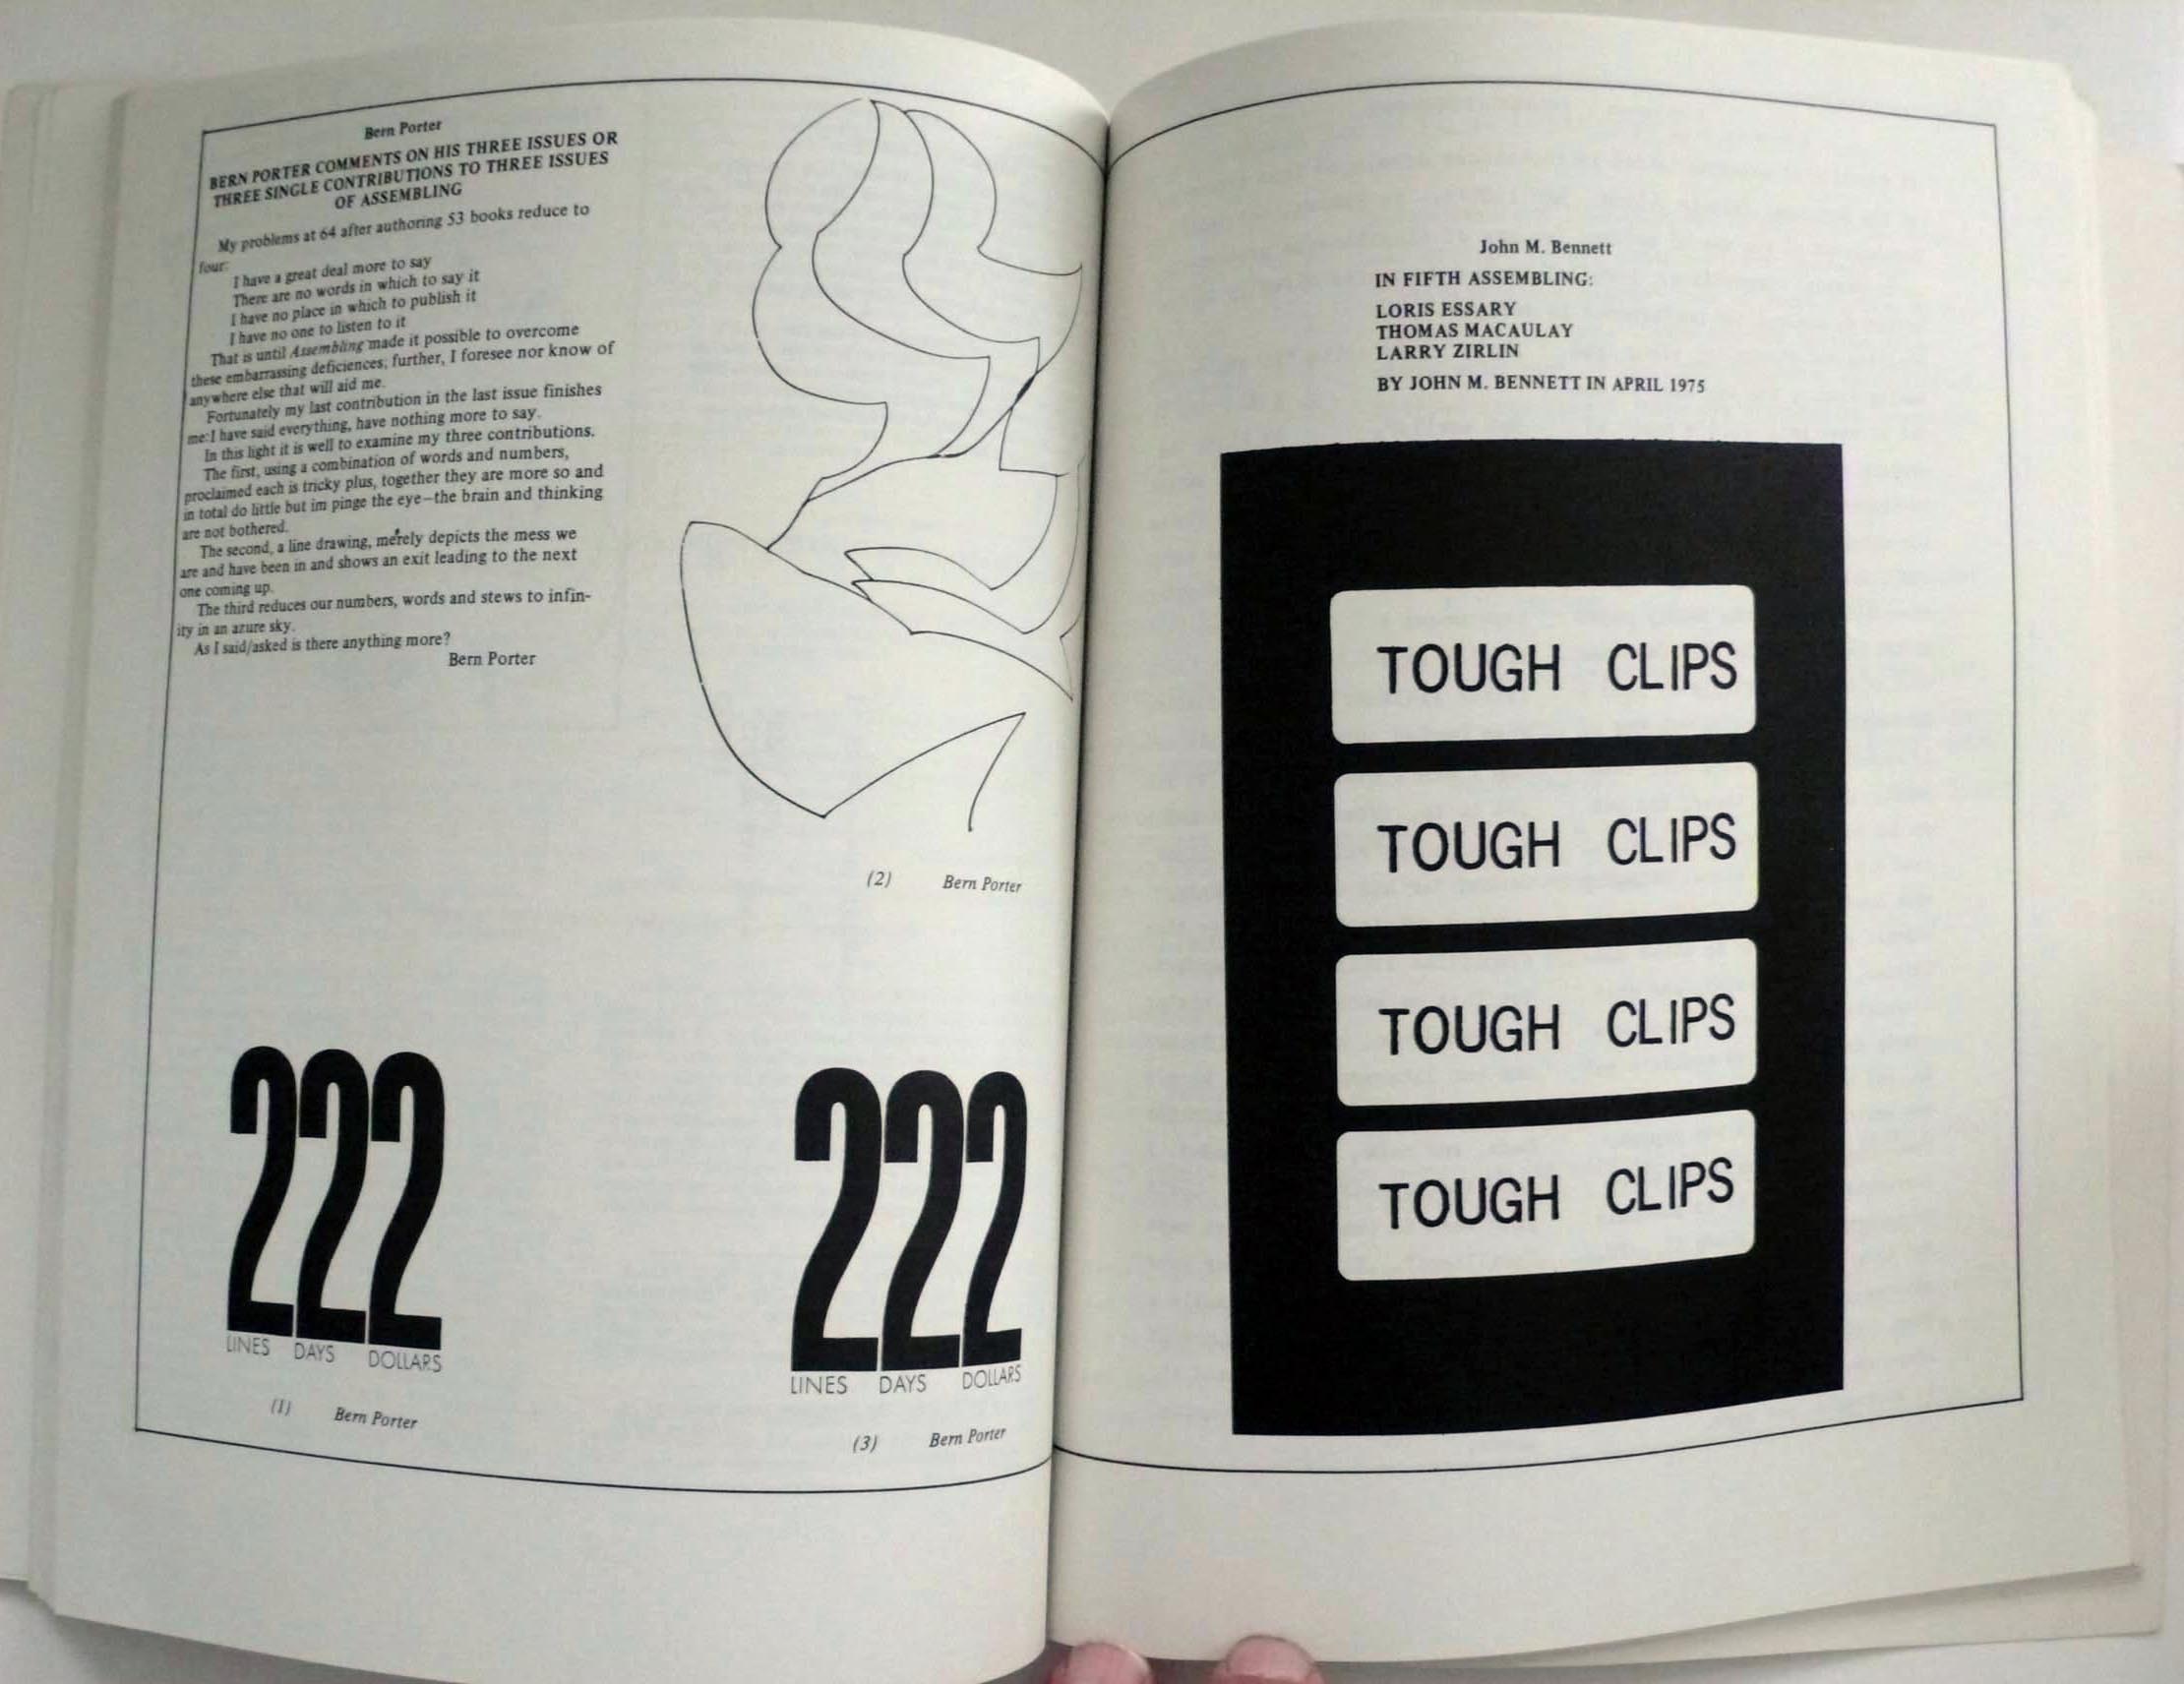 Bern Porter
BERN PORTER COMMENTS ON HIS THREE ISSUES OR
THREE SINGLE CONTRIBUTIONS TO THREE ISSUES
OF ASSEMBLING
My problems at 64 after authoring 53 books reduce to
four:
I have a great deal more to say
There are no words in which to say it
I have no place in which to publish it
I have no one to listen to it
That is until Assembling made it possible to overcome
these embarrassing deficiences; further, I foresee nor know of
anywhere else that will aid me.
Fortunately my last contribution in the last issue finishes
me: I have said everything, have nothing more to say.
In this light it is well to examine my three contributions.
The first, using a combination of words and numbers,
proclaimed each is tricky plus, together they are more so and
in total do little but im pinge the eye—the brain and thinking
are not bothered.
The second, a line drawing, merely depicts the mess we
are and have been in and shows an exit leading to the next
one coming up.
The third reduces our numbers, words and stews to infin-
ity in an azure sky.
As I said/asked is there anything more?
Bern Porter
(2) Bern Porter
222
LINES DAYS DOLLARS
(1) Bern Porter
222
LINES DAYS DOLLARS
(3) Bern Porter
John M. Bennett
IN FIFTH ASSEMBLING:
LORIS ESSARY
THOMAS MACAULAY
LARRY ZIRLIN
BY JOHN M. BENNETT IN APRIL 1975
TOUGH CLIPS
TOUGH CLIPS
TOUGH CLIPS
TOUGH CLIPS